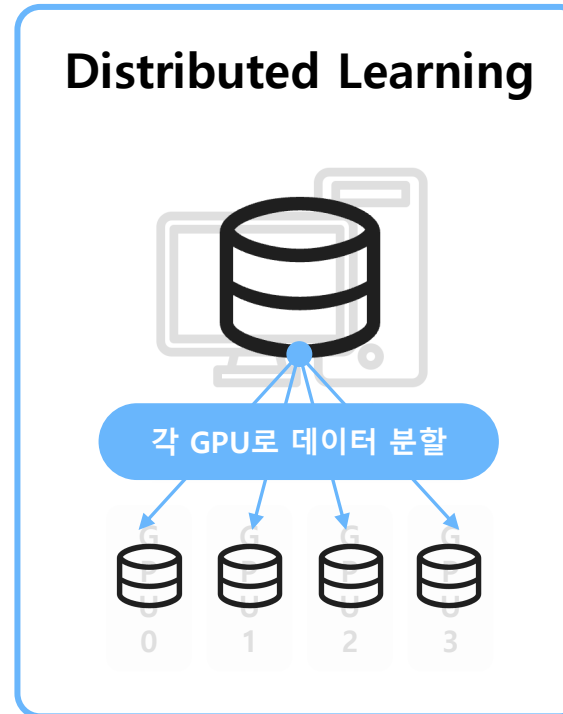 Distributed Learning
각 GPU로 데이터 분할
GPU 0
GPU 1
GPU 2
GPU 3